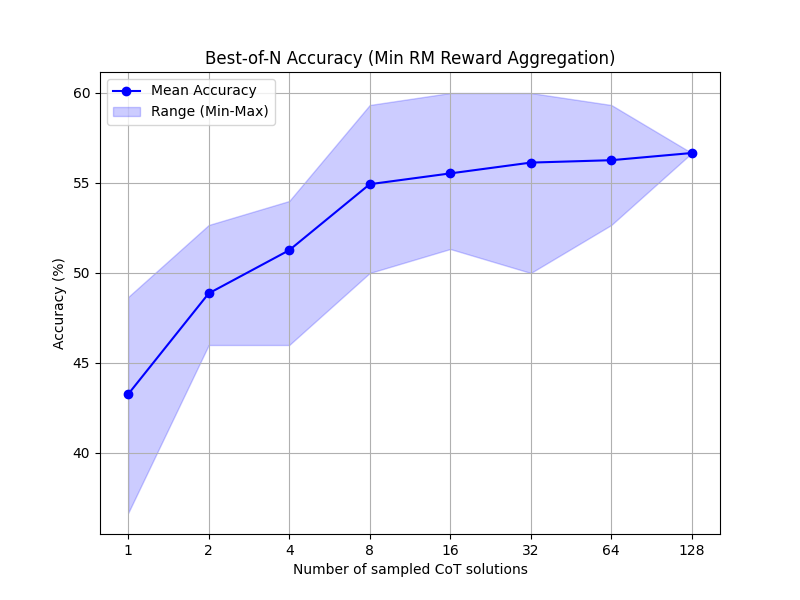 Best-of-N Accuracy (Min RM Reward Aggregation)
Mean Accuracy
Range (Min-Max)
Accuracy (%)
60
55
50
45
40
1 2 4 8 16 32 64 128
Number of sampled CoT solutions